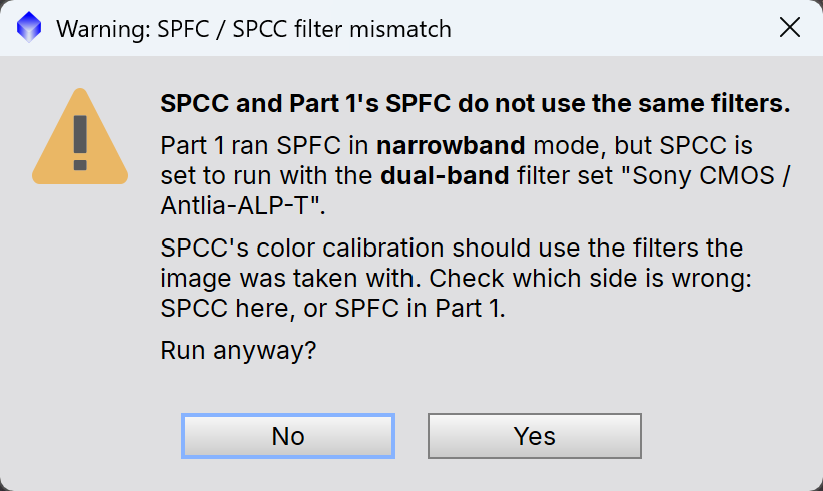 Warning: SPFC / SPCC filter mismatch
SPCC and Part 1's SPFC do not use the same filters.
Part 1 ran SPFC in narrowband mode, but SPCC is
set to run with the dual-band filter set "Sony CMOS /
Antlia-ALP-T".
SPCC's color calibration should use the filters the
image was taken with. Check which side is wrong:
SPCC here, or SPFC in Part 1.
Run anyway?
No
Yes